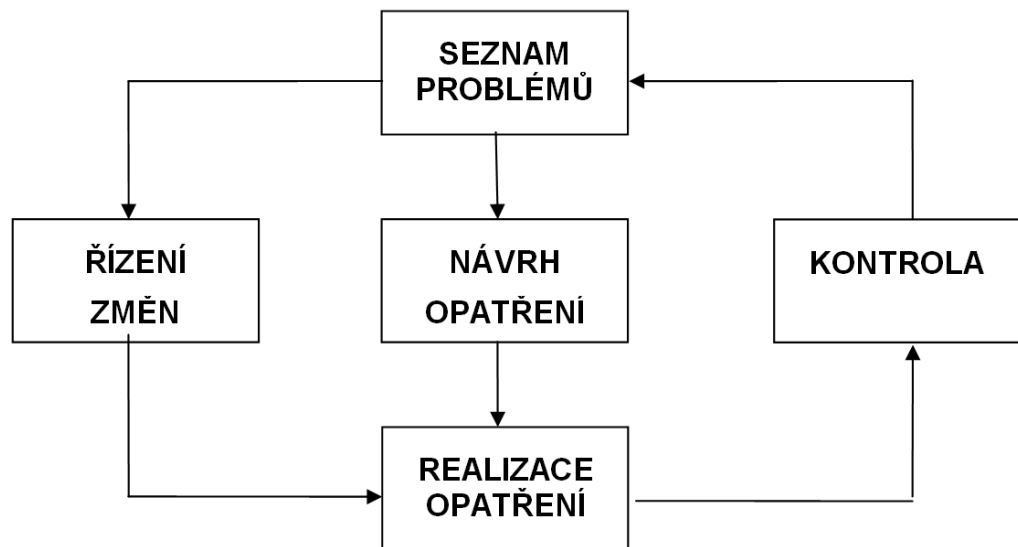 SEZNAM
PROBLÉMŮ
ŘÍZENÍ
ZMĚN
NÁVRH
OPATŘENÍ
KONTROLA
REALIZACE
OPATŘENÍ